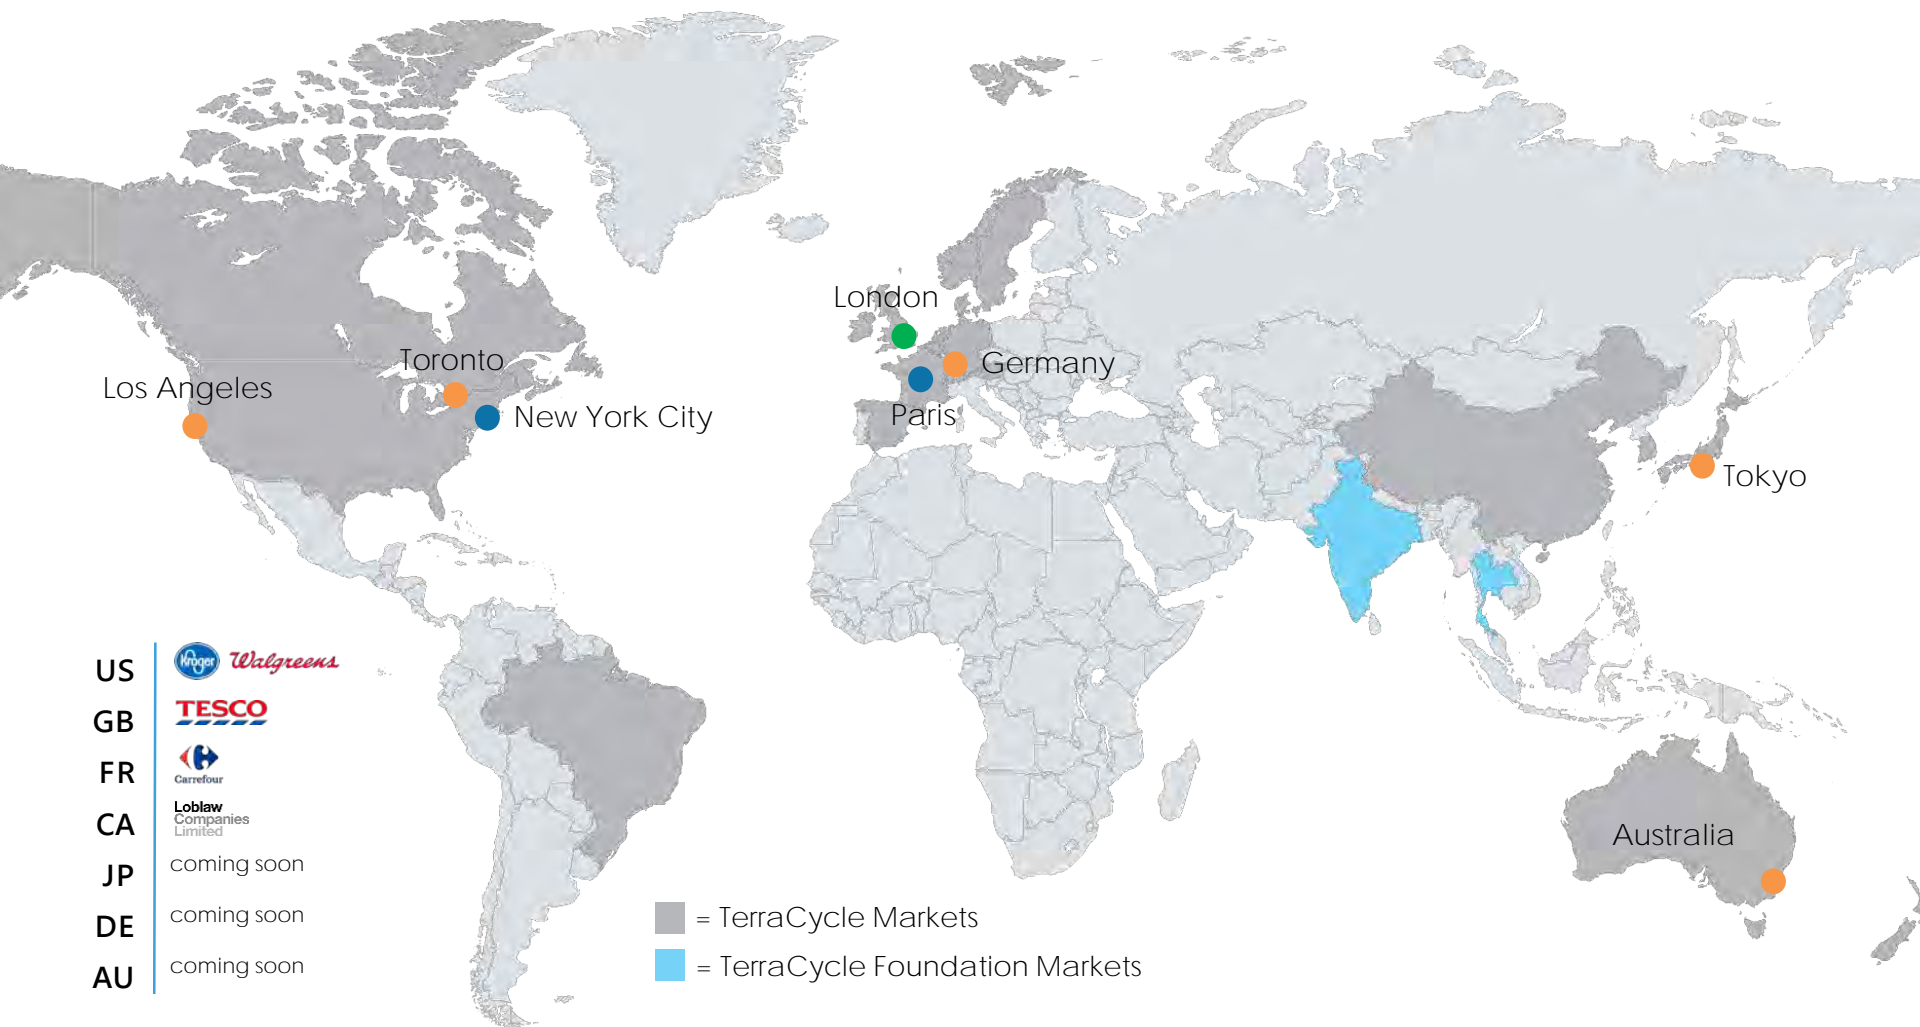 London
Toronto
Germany
Los Angeles
Paris
New York City
Tokyo
US
Kroger Walgreens
GB
TESCO
FR
Carrefour
CA
Loblaw
Companies
Limited
JP
coming soon
DE
coming soon
AU
coming soon
Australia
= TerraCycle Markets
= TerraCycle Foundation Markets